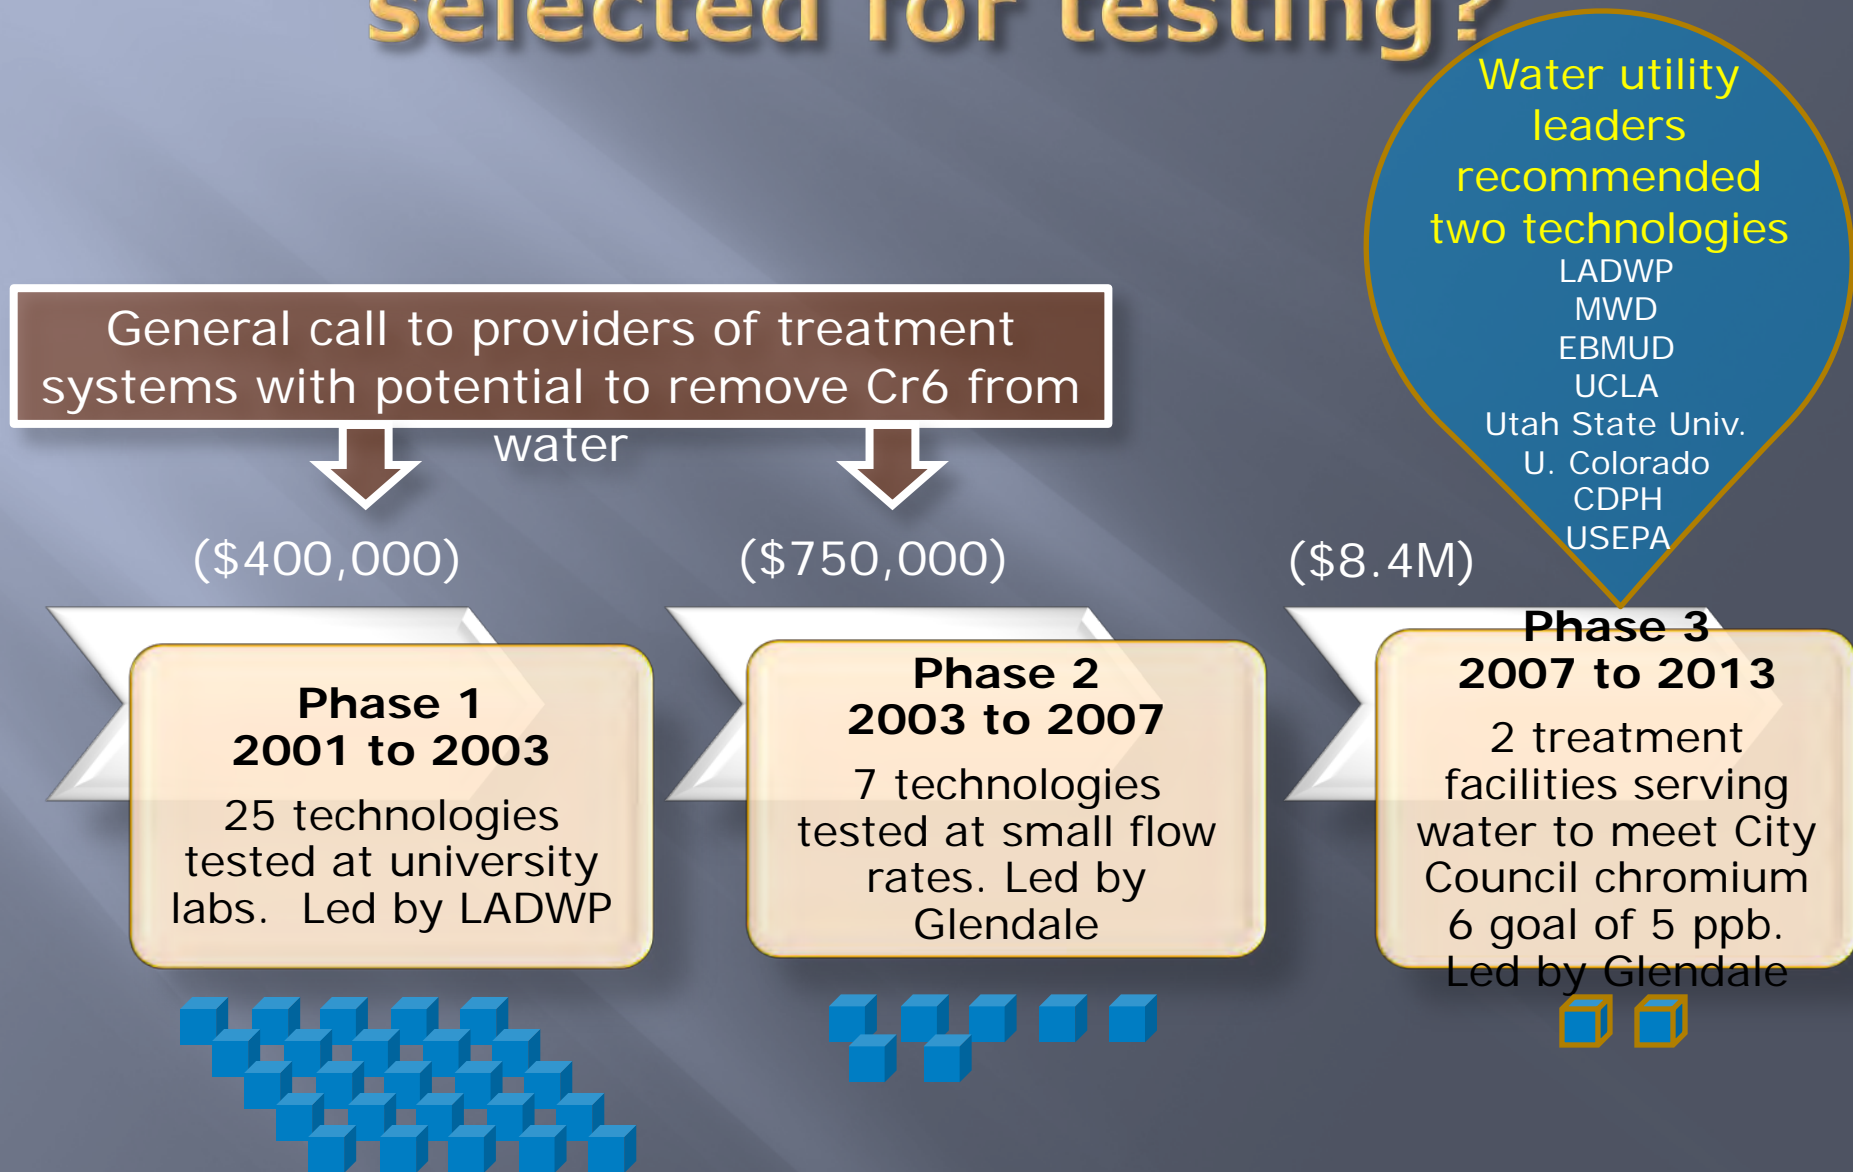 selected for testing?
Water utility
leaders
recommended
two technologies
LADWP
MWD
EBMUD
UCLA
Utah State Univ.
U. Colorado
CDPH
USEPA
General call to providers of treatment
systems with potential to remove Cr6 from
water
($400,000)
($750,000)
($8.4M)
Phase 1
2001 to 2003
25 technologies
tested at university
labs.  Led by LADWP
Phase 2
2003 to 2007
7 technologies
tested at small flow
rates. Led by
Glendale
Phase 3
2007 to 2013
2 treatment
facilities serving
water to meet City
Council chromium
6 goal of 5 ppb.
Led by Glendale